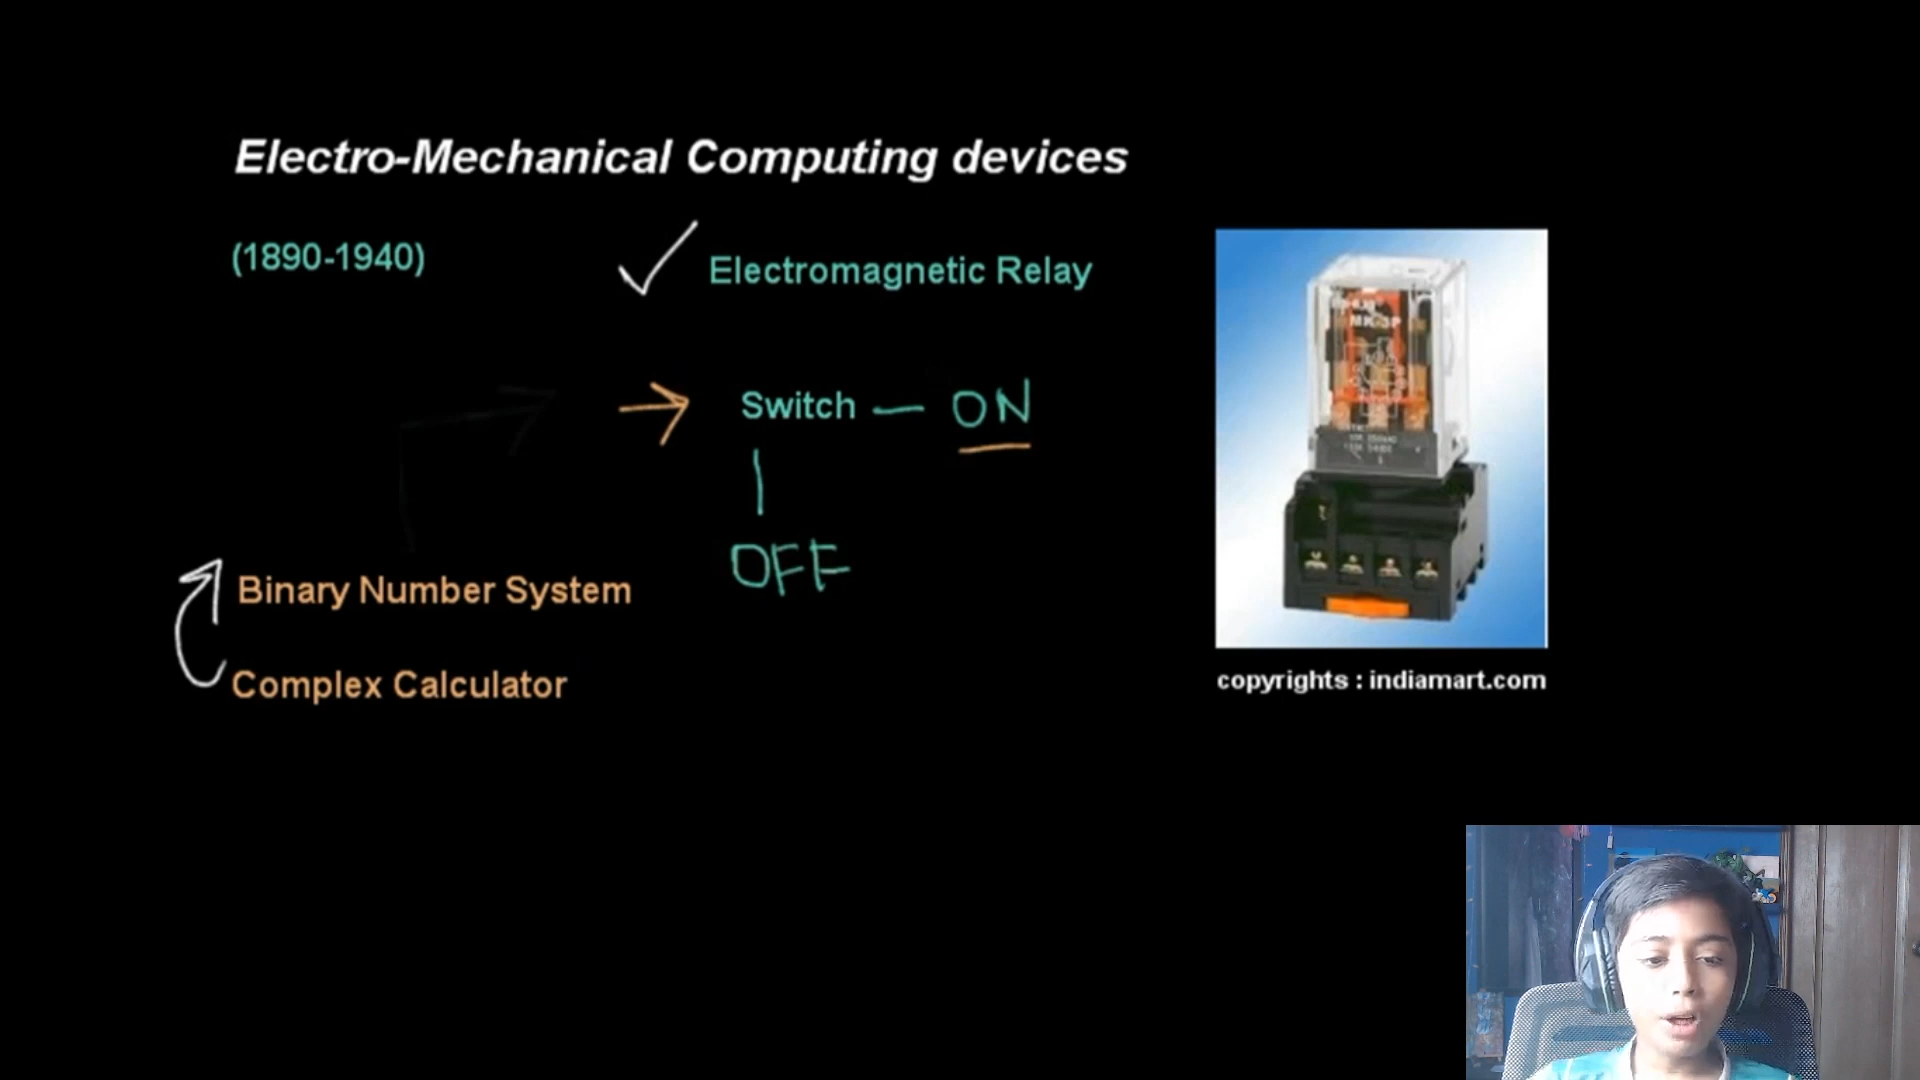 Electro-Mechanical Computing devices
(1890-1940)
Electromagnetic Relay
Switch — ON
OFF
Binary Number System
Complex Calculator
MK3P
copyrights : indiamart.com